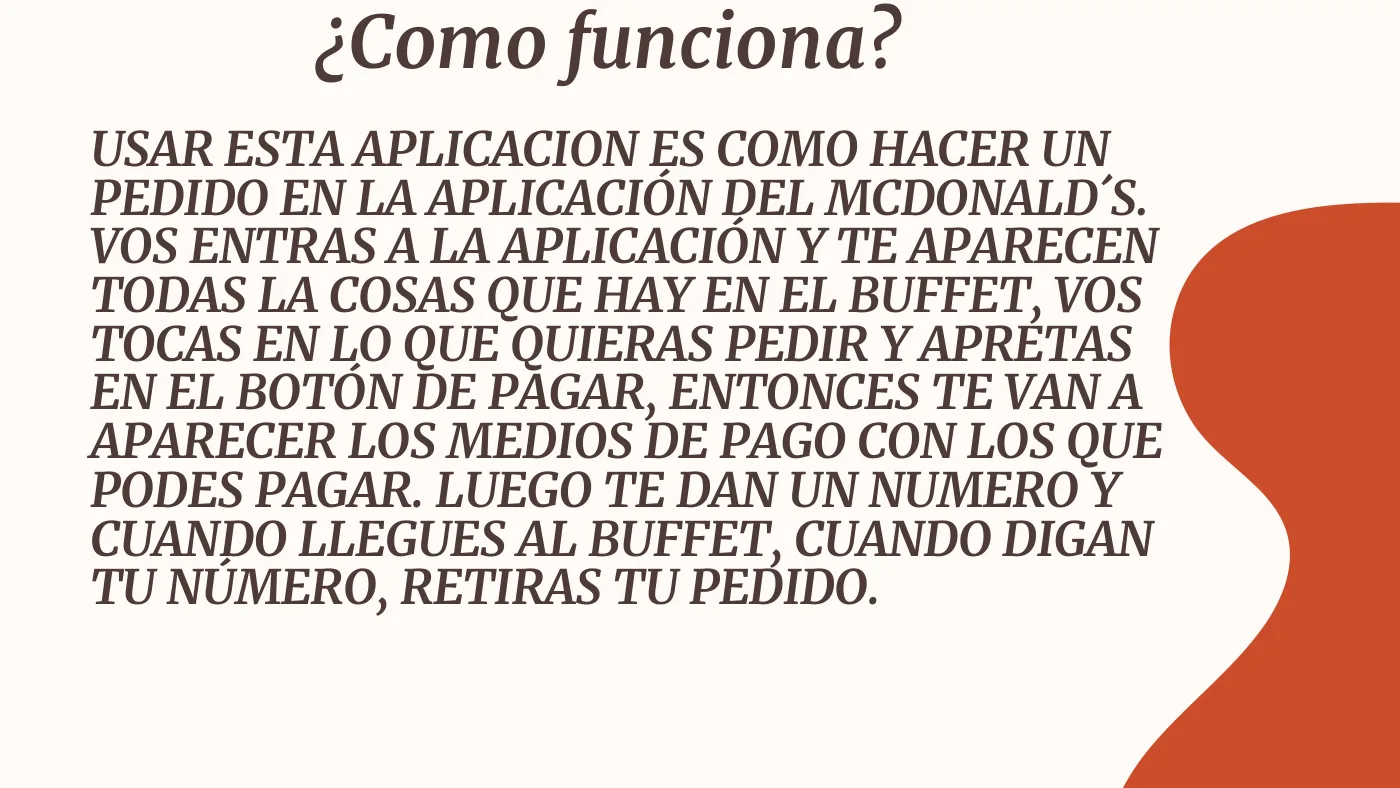 ¿Como funciona?
USAR ESTA APLICACION ES COMO HACER UN
PEDIDO EN LA APLICACIÓN DEL MCDONALD´S.
VOS ENTRAS A LA APLICACIÓN Y TE APARECEN
TODAS LA COSAS QUE HAY EN EL BUFFET, VOS
TOCAS EN LO QUE QUIERAS PEDIR Y APRETAS
EN EL BOTÓN DE PAGAR, ENTONCES TE VAN A
APARECER LOS MEDIOS DE PAGO CON LOS QUE
PODES PAGAR. LUEGO TE DAN UN NUMERO Y
CUANDO LLEGUES AL BUFFET, CUANDO DIGAN
TU NÚMERO, RETIRAS TU PEDIDO.